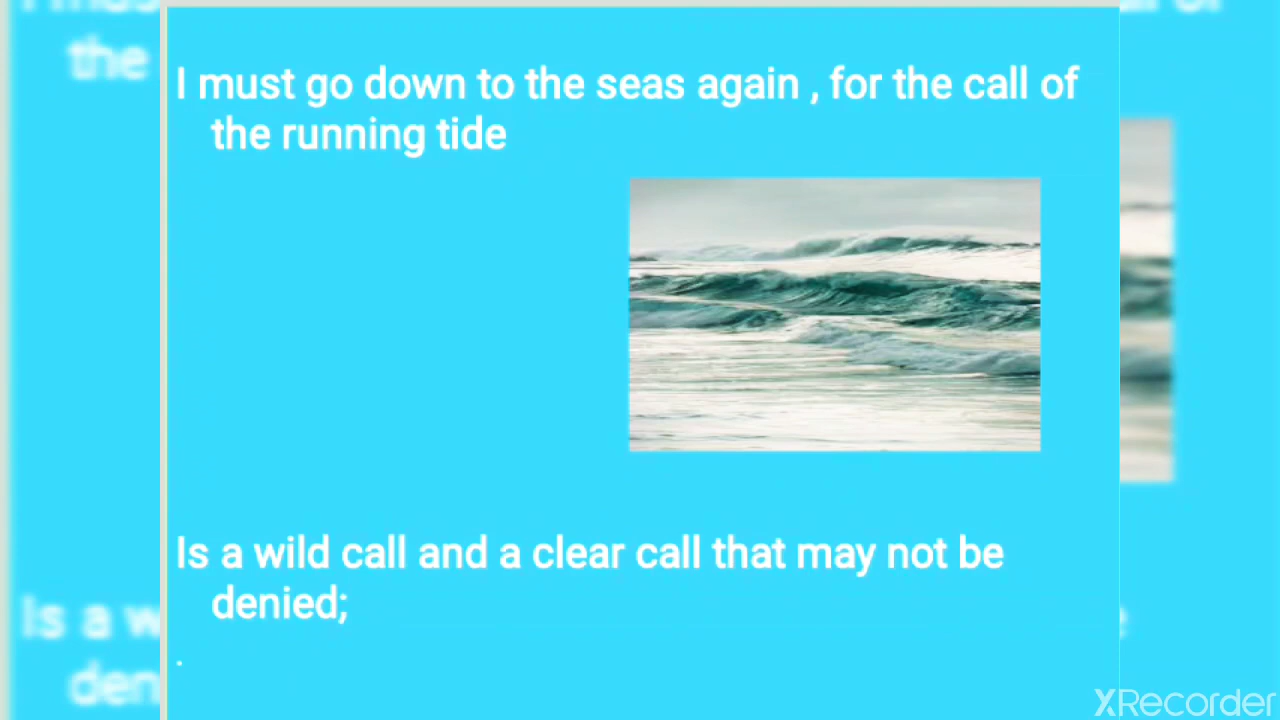 I must go down to the seas again , for the call of
the running tide
Is a wild call and a clear call that may not be
denied;
.
XRecorder